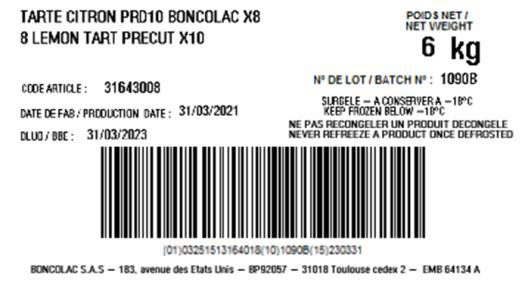 TARTE CITRON PRD10 BONCOLAC X8
8 LEMON TART PRECUT X10
POIDS NET /
NET WEIGHT
6 kg
CODE ARTICLE : 31643008
N° DE LOT / BATCH N° : 1090B
DATE DE FAB / PRODUCTION DATE : 31/03/2021
SURGELE – A CONSERVER A –18°C
KEEP FROZEN BELOW –18°C
DLUO / BBE : 31/03/2023
NE PAS RECONGELER UN PRODUIT DECONGELE
NEVER REFREEZE A PRODUCT ONCE DEFROSTED
(01)03251513164018(10)1090B(15)230331
BONCOLAC S.A.S – 183, avenue des Etats Unis – BP92057 – 31018 Toulouse cedex 2 – EMB 64134 A